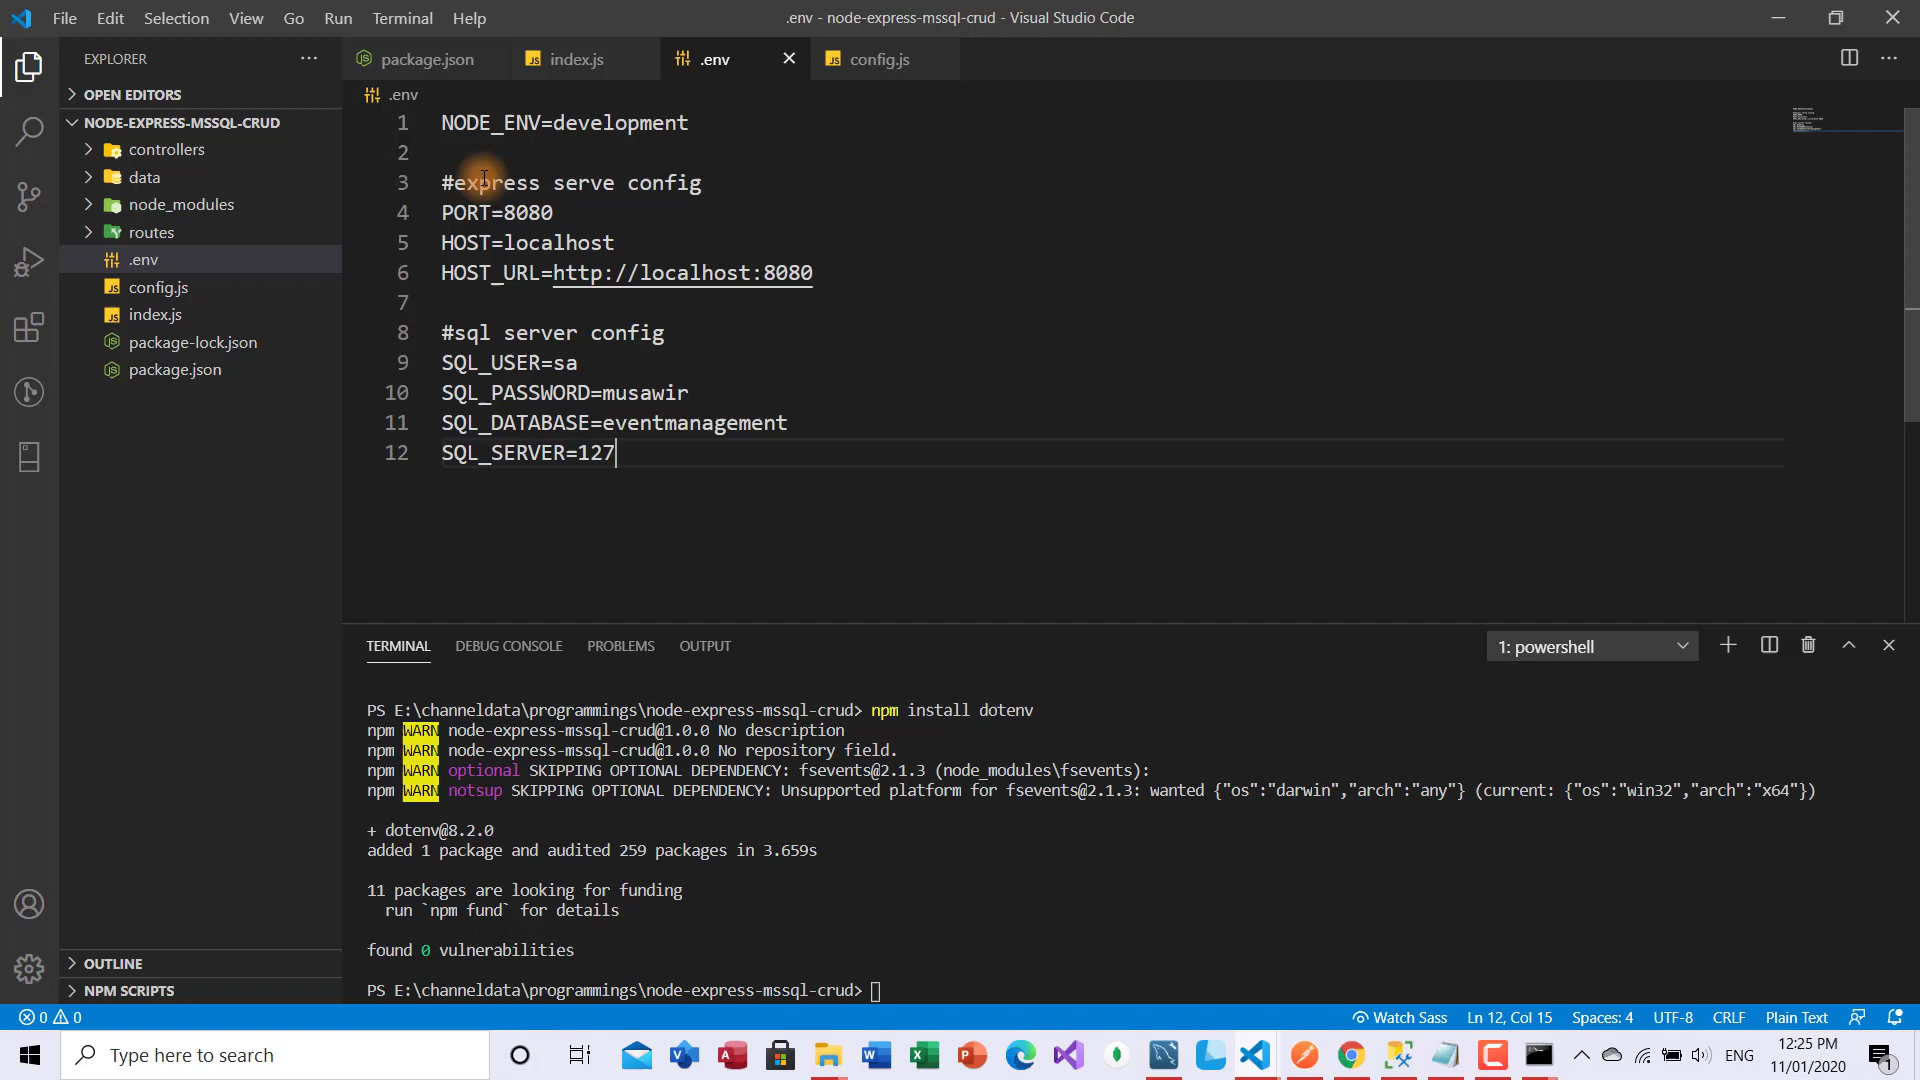 File Edit Selection View Go Run Terminal Help
.env - node-express-mssql-crud - Visual Studio Code
EXPLORER
package.json
index.js
.env
config.js
OPEN EDITORS
.env
NODE-EXPRESS-MSSQL-CRUD
controllers
data
node_modules
routes
.env
config.js
index.js
package-lock.json
package.json
1 NODE_ENV=development
2
3 #express serve config
4 PORT=8080
5 HOST=localhost
6 HOST_URL=http://localhost:8080
7
8 #sql server config
9 SQL_USER=sa
10 SQL_PASSWORD=musawir
11 SQL_DATABASE=eventmanagement
12 SQL_SERVER=127
TERMINAL DEBUG CONSOLE PROBLEMS OUTPUT
1: powershell
PS E:\channeldata\programmings\node-express-mssql-crud> npm install dotenv
npm WARN node-express-mssql-crud@1.0.0 No description
npm WARN node-express-mssql-crud@1.0.0 No repository field.
npm WARN optional SKIPPING OPTIONAL DEPENDENCY: fsevents@2.1.3 (node_modules\fsevents):
npm WARN notsup SKIPPING OPTIONAL DEPENDENCY: Unsupported platform for fsevents@2.1.3: wanted {"os":"darwin","arch":"any"} (current: {"os":"win32","arch":"x64"})
+ dotenv@8.2.0
added 1 package and audited 259 packages in 3.659s
11 packages are looking for funding
run `npm fund` for details
found 0 vulnerabilities
PS E:\channeldata\programmings\node-express-mssql-crud>
OUTLINE
NPM SCRIPTS
0 0
Watch Sass Ln 12, Col 15 Spaces: 4 UTF-8 CRLF Plain Text
Type here to search
ENG
12:25 PM
11/01/2020
1